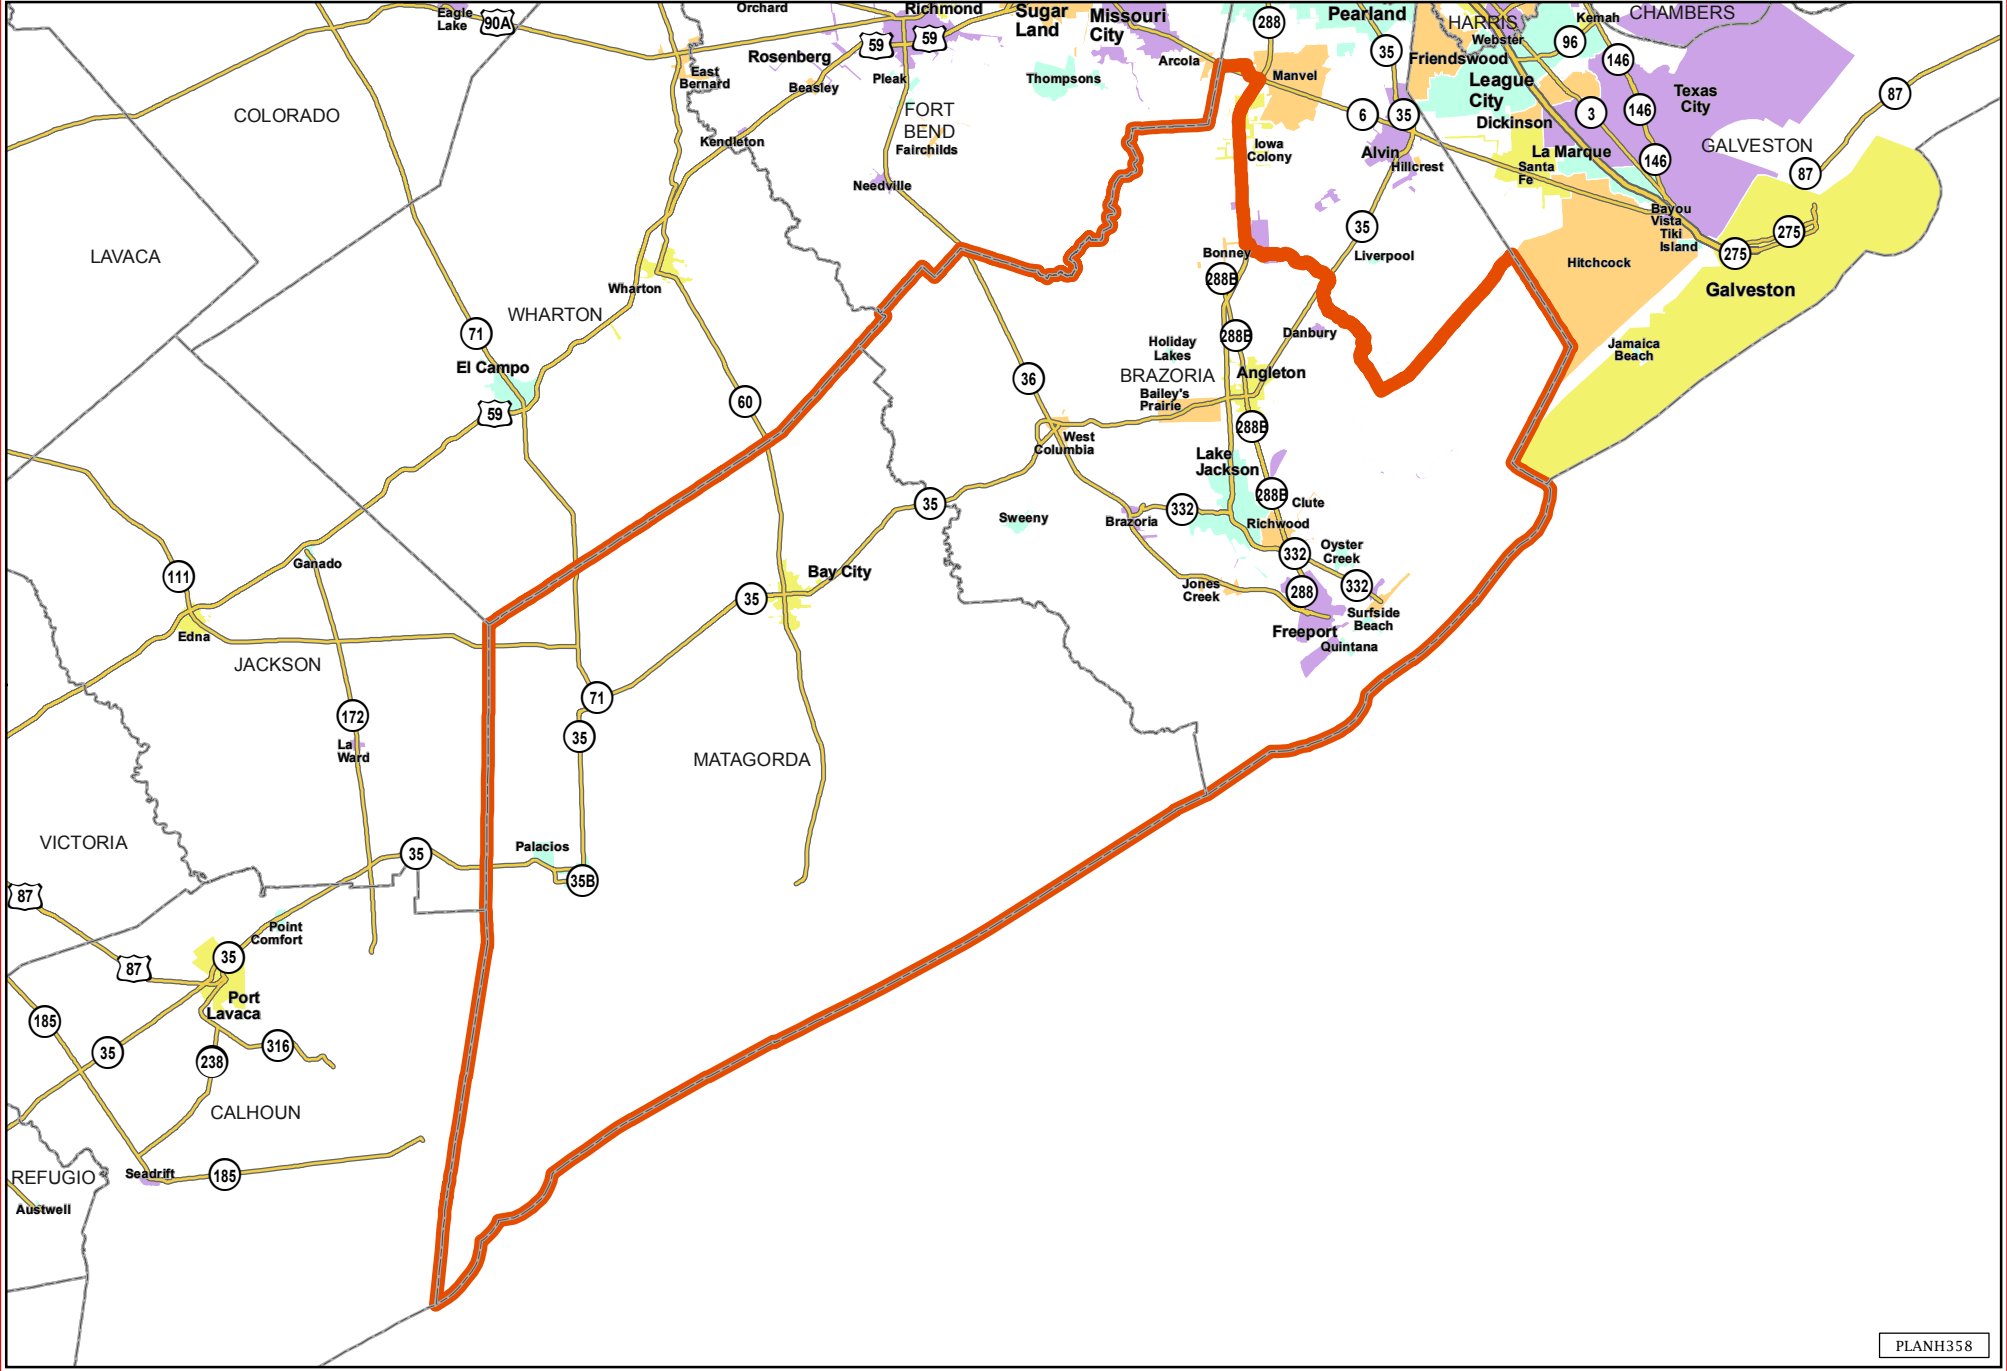 Eagle
Lake
90A
Orchard
Richmond
59
59
Rosenberg
Sugar
Land
Missouri
City
288
Pearland
HARRIS
Kemah
CHAMBERS
Webster
96
146
35
Friendswood
Arcola
Manvel
East
Bernard
Beasley
Pleak
Thompsons
League
City
Texas
City
87
COLORADO
FORT
BEND
Fairchilds
6
35
Dickinson
3
146
Kendleton
Iowa
Colony
Alvin
Hillcrest
La Marque
Santa
Fe
146
GALVESTON
87
Needville
LAVACA
Bonney
288B
35
Liverpool
Bayou
Vista
Tiki
Island
275
275
Hitchcock
Galveston
Wharton
WHARTON
71
El Campo
59
60
36
288B
Holiday
Lakes
Danbury
Jamaica
Beach
BRAZORIA
Angleton
Bailey's
Prairie
288B
West
Columbia
Lake
Jackson
288B
Clute
35
Sweeny
Brazoria
332
Richwood
332
Oyster
Creek
Ganado
111
Bay City
35
Jones
Creek
288
332
Surfside
Beach
Freeport
Quintana
Edna
JACKSON
172
La
Ward
71
35
MATAGORDA
VICTORIA
35
Palacios
35B
87
Point
Comfort
87
35
Port
Lavaca
185
35
238
316
CALHOUN
REFUGIO
Seadrift
185
Austwell
PLANH358